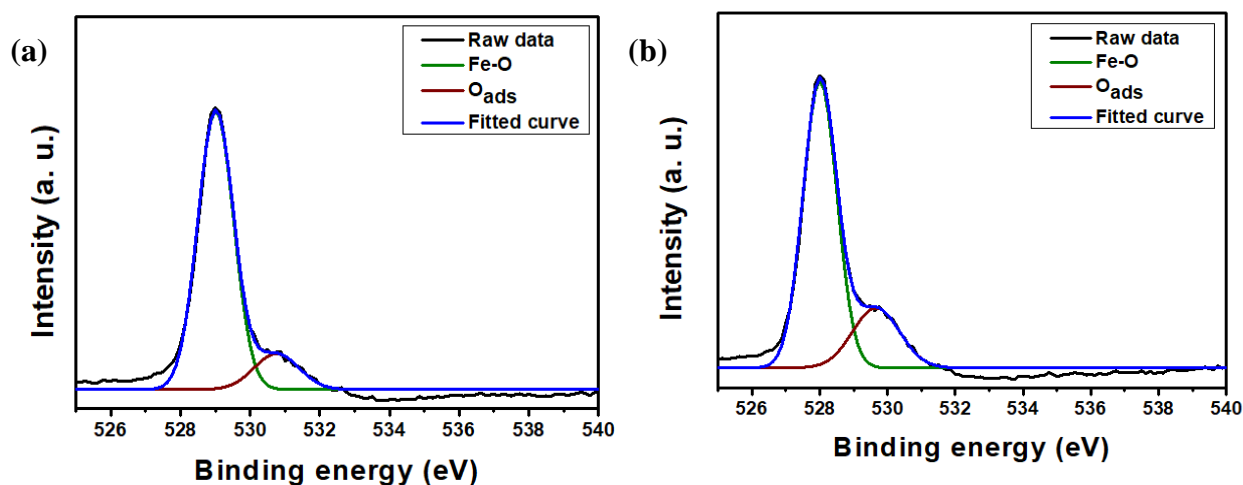 (a)
Raw data
Fe-O
Oads
Fitted curve
Intensity (a. u.)
526 528 530 532 534 536 538 540
Binding energy (eV)
(b)
Raw data
Fe-O
Oads
Fitted curve
Intensity (a. u.)
526 528 530 532 534 536 538 540
Binding energy (eV)